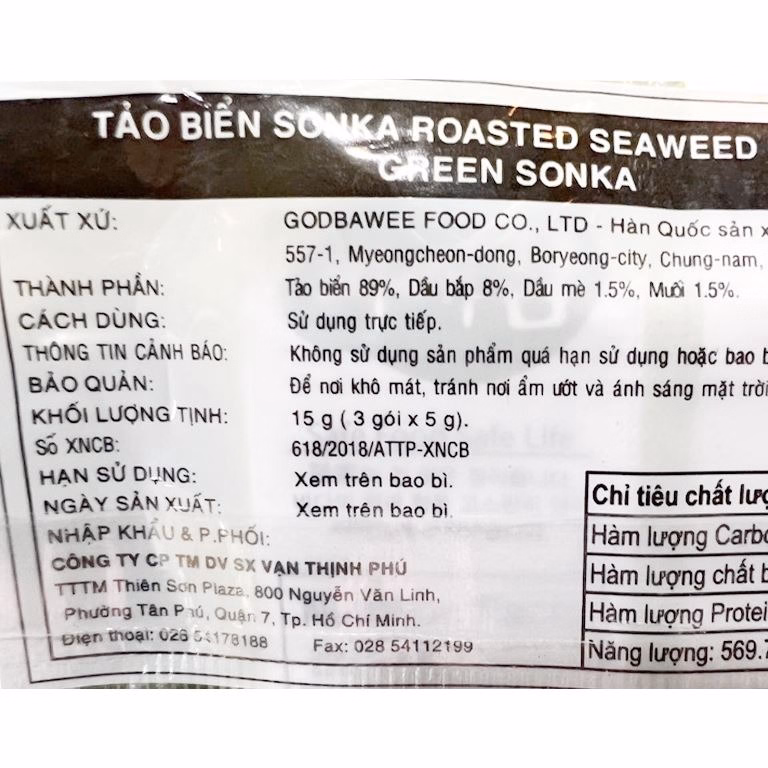 TẢO BIỂN SONKA ROASTED SEAWEED
GREEN SONKA
XUẤT XỨ: GODBAWEE FOOD CO., LTD - Hàn Quốc sản
557-1, Myeongcheon-dong, Boryeong-city, Chung-nam,
THÀNH PHẦN: Tảo biển 89%, Dầu bắp 8%, Dầu mè 1.5%, Muối 1.5%.
CÁCH DÙNG: Sử dụng trực tiếp.
THÔNG TIN CẢNH BÁO: Không sử dụng sản phẩm quá hạn sử dụng hoặc bao
BẢO QUẢN: Để nơi khô mát, tránh nơi ẩm ướt và ánh sáng mặt trời
KHỐI LƯỢNG TỊNH: 15 g ( 3 gói x 5 g).
Số XNCB: 618/2018/ATTP-XNCB
HẠN SỬ DỤNG: Xem trên bao bì.
NGÀY SẢN XUẤT: Xem trên bao bì.
NHẬP KHẨU & P.PHỐI:
CÔNG TY CP TM DV SX VẠN THỊNH PHÚ
TTTM Thiên Sơn Plaza, 800 Nguyễn Văn Linh,
Phường Tân Phú, Quận 7, Tp. Hồ Chí Minh.
Điện thoại: 028 54178188 Fax: 028 54112199
Chỉ tiêu chất
Hàm lượng
Hàm lượng chất
Hàm lượng
Năng lượng: